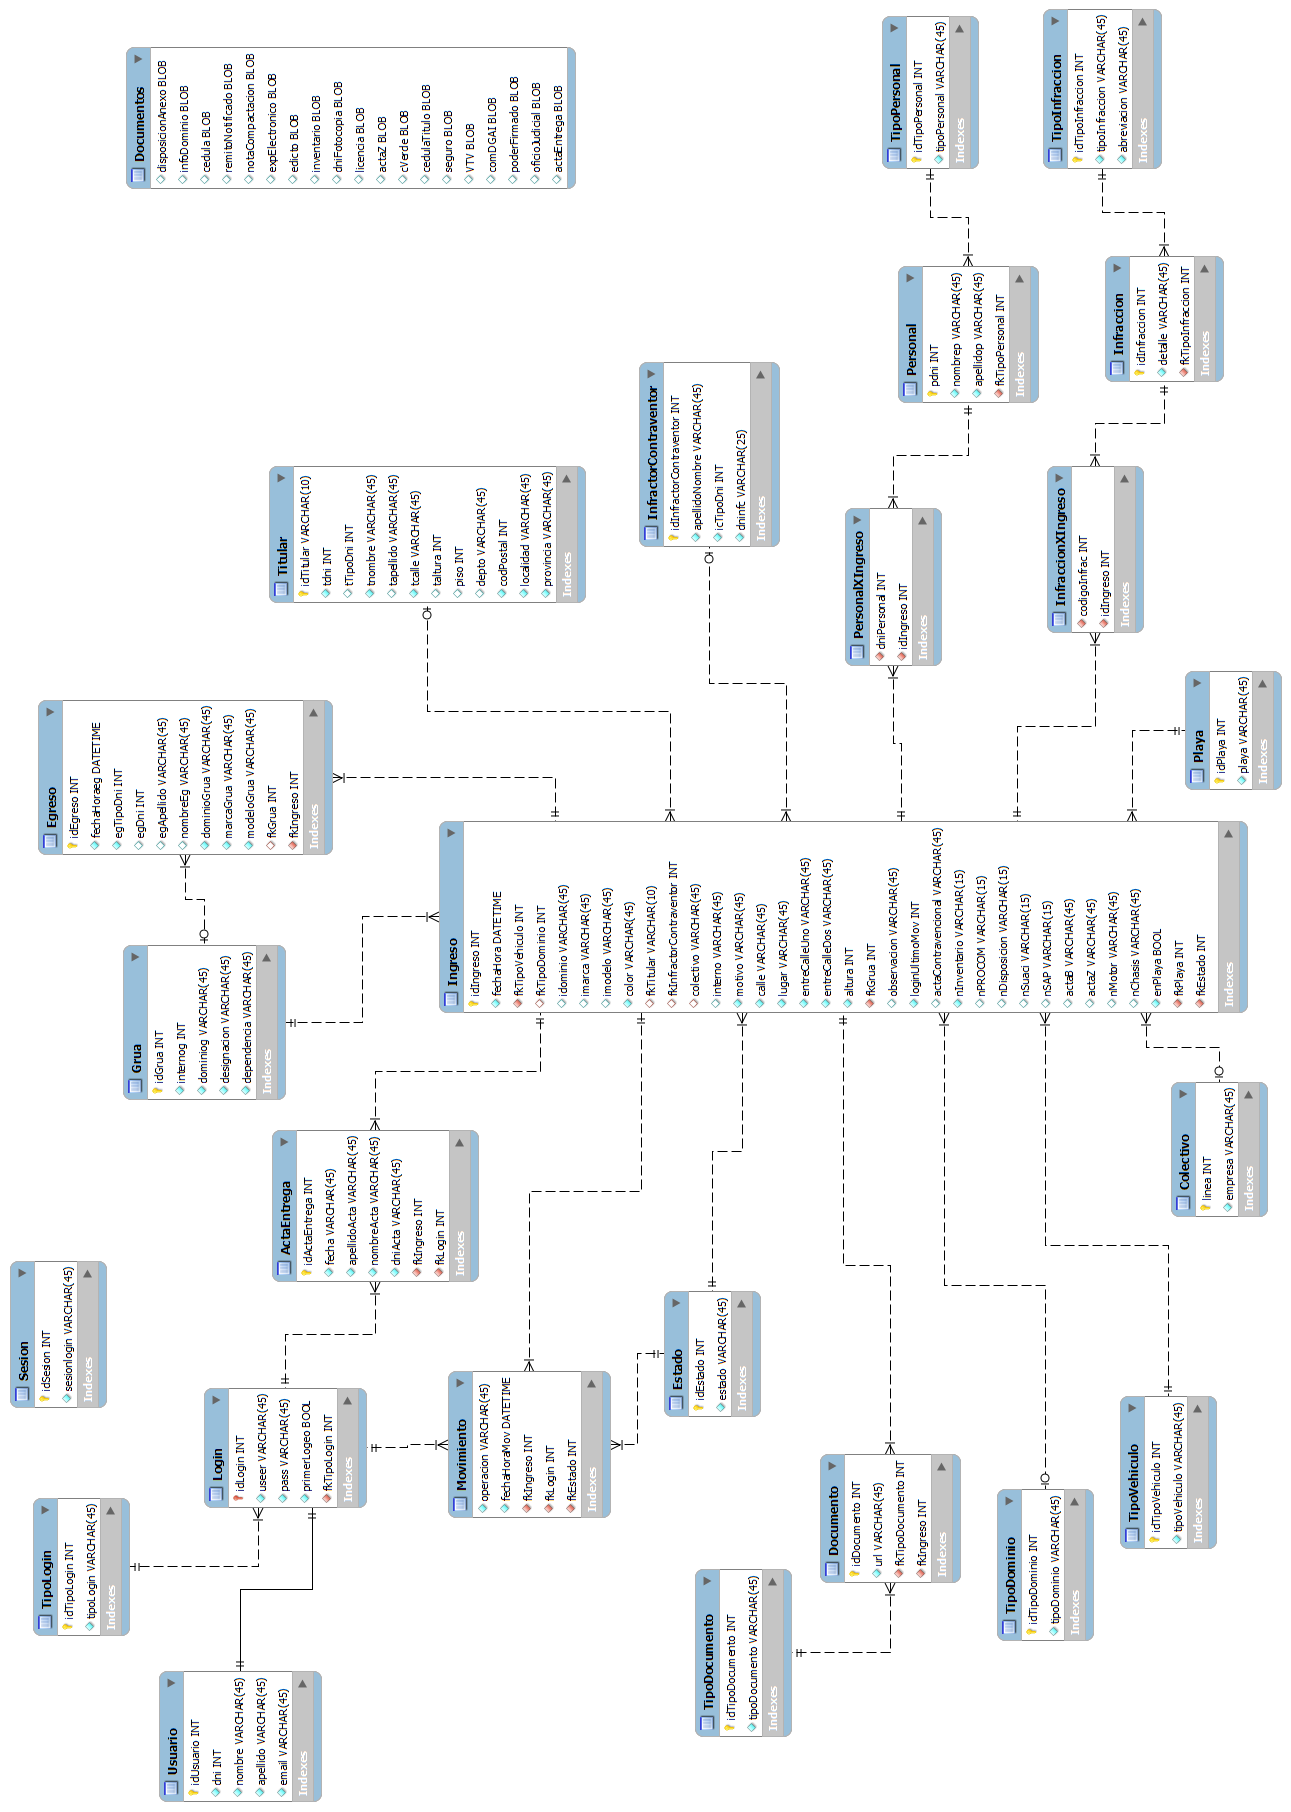 Usuario
idUsuario INT
dni INT
nombre VARCHAR(45)
apellido VARCHAR(45)
email VARCHAR(45)
Indexes
TipoLogin
idTipoLogin INT
tipoLogin VARCHAR(45)
Indexes
Login
idLogin INT
useer VARCHAR(45)
pass VARCHAR(45)
primerLogeo BOOL
fkTipoLogin INT
Indexes
Sesion
idSesion INT
sesionlogin VARCHAR(45)
Indexes
ActaEntrega
idActaEntrega INT
fecha VARCHAR(45)
apellidoActa VARCHAR(45)
nombreActa VARCHAR(45)
dniActa VARCHAR(45)
fkIngreso INT
fkLogin INT
Indexes
Grua
idGrua INT
internog INT
dominiog VARCHAR(45)
designacion VARCHAR(45)
dependencia VARCHAR(45)
Indexes
Egreso
idEgreso INT
fechaHoraeg DATETIME
egTipoDni INT
egDni INT
egApellido VARCHAR(45)
nombreEg VARCHAR(45)
dominioGrua VARCHAR(45)
marcaGrua VARCHAR(45)
modeloGrua VARCHAR(45)
fkGrua INT
fkIngreso INT
Indexes
Titular
idTitular VARCHAR(10)
tdni INT
tTipoDni INT
tnombre VARCHAR(45)
tapellido VARCHAR(45)
tcalle VARCHAR(45)
taltura INT
piso INT
depto VARCHAR(45)
codPostal INT
localidad VARCHAR(45)
provincia VARCHAR(45)
Indexes
Documentos
disposicionAnexo BLOB
infoDominio BLOB
cedula BLOB
remitoNotificado BLOB
notaCompactacion BLOB
expElectronico BLOB
edicto BLOB
inventario BLOB
dniFotocopia BLOB
licencia BLOB
actaZ BLOB
cVerde BLOB
cedulaTitulo BLOB
seguro BLOB
VTV BLOB
comDGAI BLOB
poderFirmado BLOB
oficioJudicial BLOB
actaEntrega BLOB
Movimiento
operacion VARCHAR(45)
fechaHoraMov DATETIME
fkIngreso INT
fkLogin INT
fkEstado INT
Indexes
Estado
idEstado INT
estado VARCHAR(45)
Indexes
Ingreso
idIngreso INT
fechaHora DATETIME
fkTipoVehiculo INT
fkTipoDominio INT
idominio VARCHAR(45)
imarca VARCHAR(45)
imodelo VARCHAR(45)
color VARCHAR(45)
fkTitular VARCHAR(10)
fkInfractorContraventor INT
colectivo VARCHAR(45)
interno VARCHAR(45)
motivo VARCHAR(45)
calle VARCHAR(45)
lugar VARCHAR(45)
entreCalleUno VARCHAR(45)
entreCalleDos VARCHAR(45)
altura INT
fkGrua INT
observacion VARCHAR(45)
loginUltimoMov INT
actaContravencional VARCHAR(45)
nInventario VARCHAR(15)
nPROCOM VARCHAR(15)
nDisposicion VARCHAR(15)
nSuaci VARCHAR(15)
nSAP VARCHAR(15)
actaB VARCHAR(45)
actaZ VARCHAR(45)
nMotor VARCHAR(45)
nChasis VARCHAR(45)
enPlaya BOOL
fkPlaya INT
fkEstado INT
Indexes
InfractorContraventor
idInfractorContraventor INT
apellidoNombre VARCHAR(45)
icTipoDni INT
dniinfc VARCHAR(25)
Indexes
TipoDocumento
idTipoDocumento INT
tipoDocumento VARCHAR(45)
Indexes
Documento
idDocumento INT
url VARCHAR(45)
fkTipoDocumento INT
fkIngreso INT
Indexes
PersonalXIngreso
dniPersonal INT
idIngreso INT
Indexes
Personal
pdni INT
nombrep VARCHAR(45)
apellidop VARCHAR(45)
fkTipoPersonal INT
Indexes
TipoPersonal
idTipoPersonal INT
tipoPersonal VARCHAR(45)
Indexes
TipoDominio
idTipoDominio INT
tipoDominio VARCHAR(45)
Indexes
InfraccionXIngreso
codigoInfrac INT
idIngreso INT
Indexes
Infraccion
idInfraccion INT
detalle VARCHAR(45)
fkTipoInfraccion INT
Indexes
TipoInfraccion
idTipoInfraccion INT
tipoInfraccion VARCHAR(45)
abreviacion VARCHAR(45)
Indexes
TipoVehiculo
idTipoVehiculo INT
tipoVehiculo VARCHAR(45)
Indexes
Colectivo
linea INT
empresa VARCHAR(45)
Indexes
Playa
idPlaya INT
playa VARCHAR(45)
Indexes